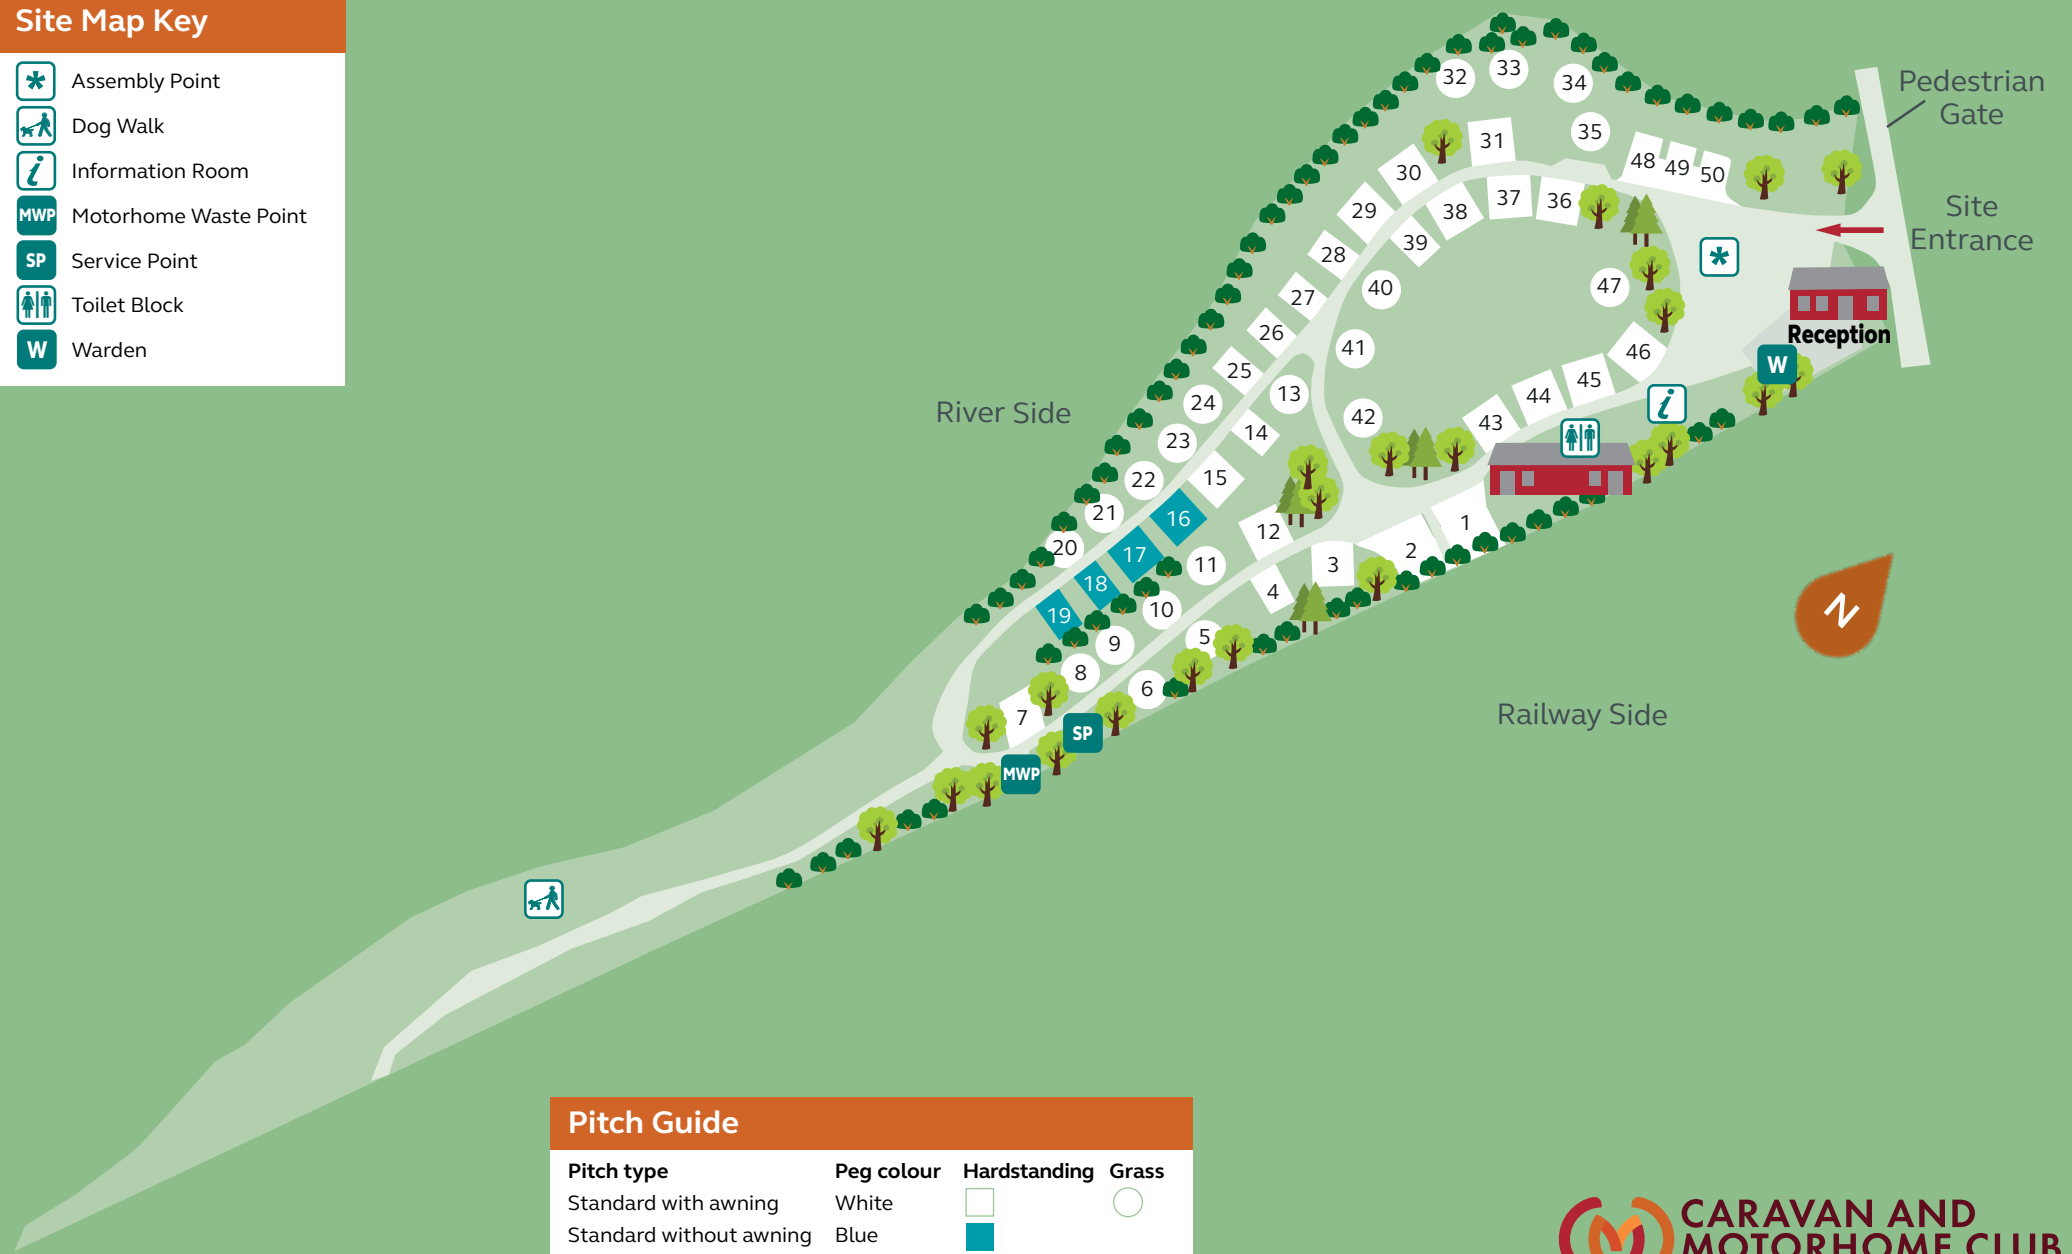 Site Map Key
Assembly Point
Dog Walk
i Information Room
MWP Motorhome Waste Point
SP Service Point
Toilet Block
W Warden
Pedestrian
Gate
Site
Entrance
Reception
W
i
River Side
Railway Side
N
32
33
34
35
31
30
48
49
50
29
38
37
36
39
28
27
40
47
26
41
46
25
13
45
24
44
42
43
14
23
22
15
21
16
1
12
20
17
2
11
3
18
4
19
10
9
5
8
6
7
SP
MWP
Pitch Guide
Pitch type Peg colour Hardstanding Grass
Standard with awning White
Standard without awning Blue
CARAVAN AND
MOTORHOME CLUB